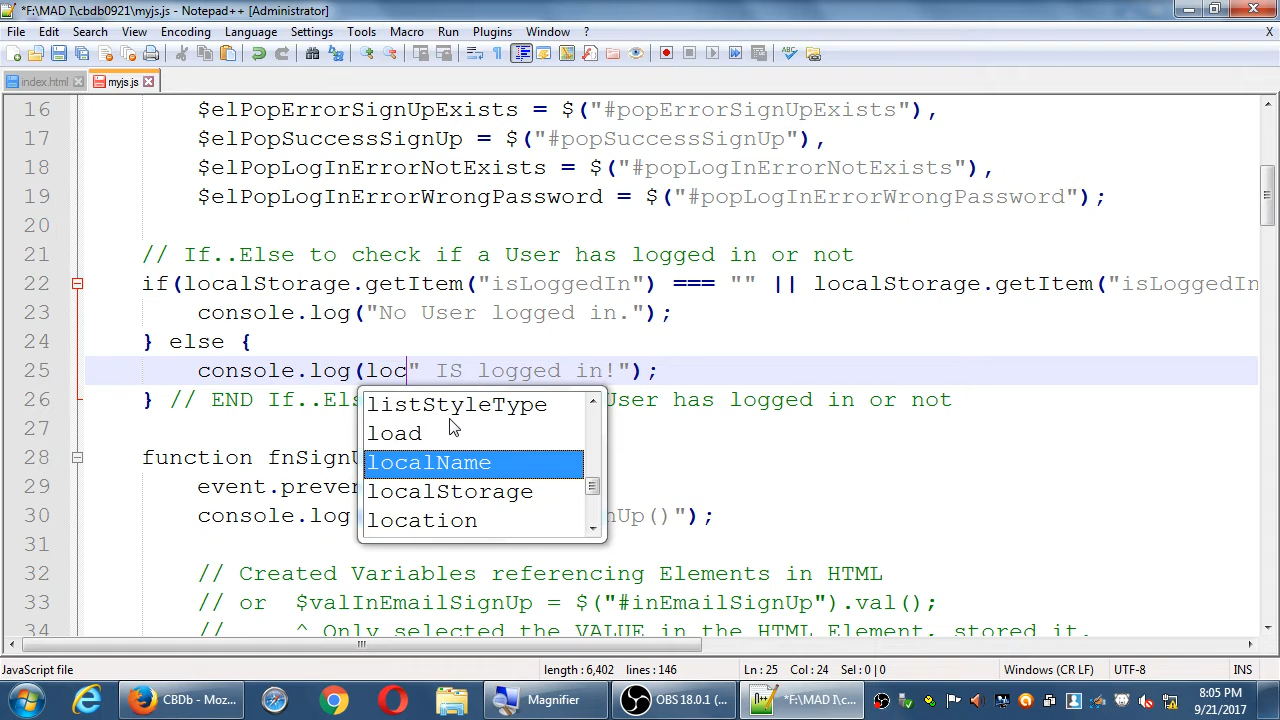 *F:\MAD I\cbdb0921\myjs.js - Notepad++ [Administrator]
File Edit Search View Encoding Language Settings Tools Macro Run Plugins Window ? X
index.html myjs.js
16 $elPopErrorSignUpExists = $("#popErrorSignUpExists"),
17 $elPopSuccessSignUp = $("#popSuccessSignUp"),
18 $elPopLogInErrorNotExists = $("#popLogInErrorNotExists"),
19 $elPopLogInErrorWrongPassword = $("#popLogInErrorWrongPassword");
20
21 // If..Else to check if a User has logged in or not
22 if(localStorage.getItem("isLoggedIn") === "" || localStorage.getItem("isLoggedIn
23 console.log("No User logged in.");
24 } else {
25 console.log(loc" IS logged in!");
26 } // END If..Els User has logged in or not
listStyleType
load
localName
localStorage
location
27
28 function fnSignU
29 event.preven
30 console.log nUp()");
31
32 // Created Variables referencing Elements in HTML
33 // or $valInEmailSignUp = $("#inEmailSignUp").val();
34 // ^ Only selected the VALUE in the HTML Element, stored it.
JavaScript file length : 6,402 lines : 146 Ln : 25 Col : 24 Sel : 0 | 0 Windows (CR LF) UTF-8 INS
CBDb - Moz... Magnifier OBS 18.0.1 (... *F:\MAD I\c... 8:05 PM
9/21/2017